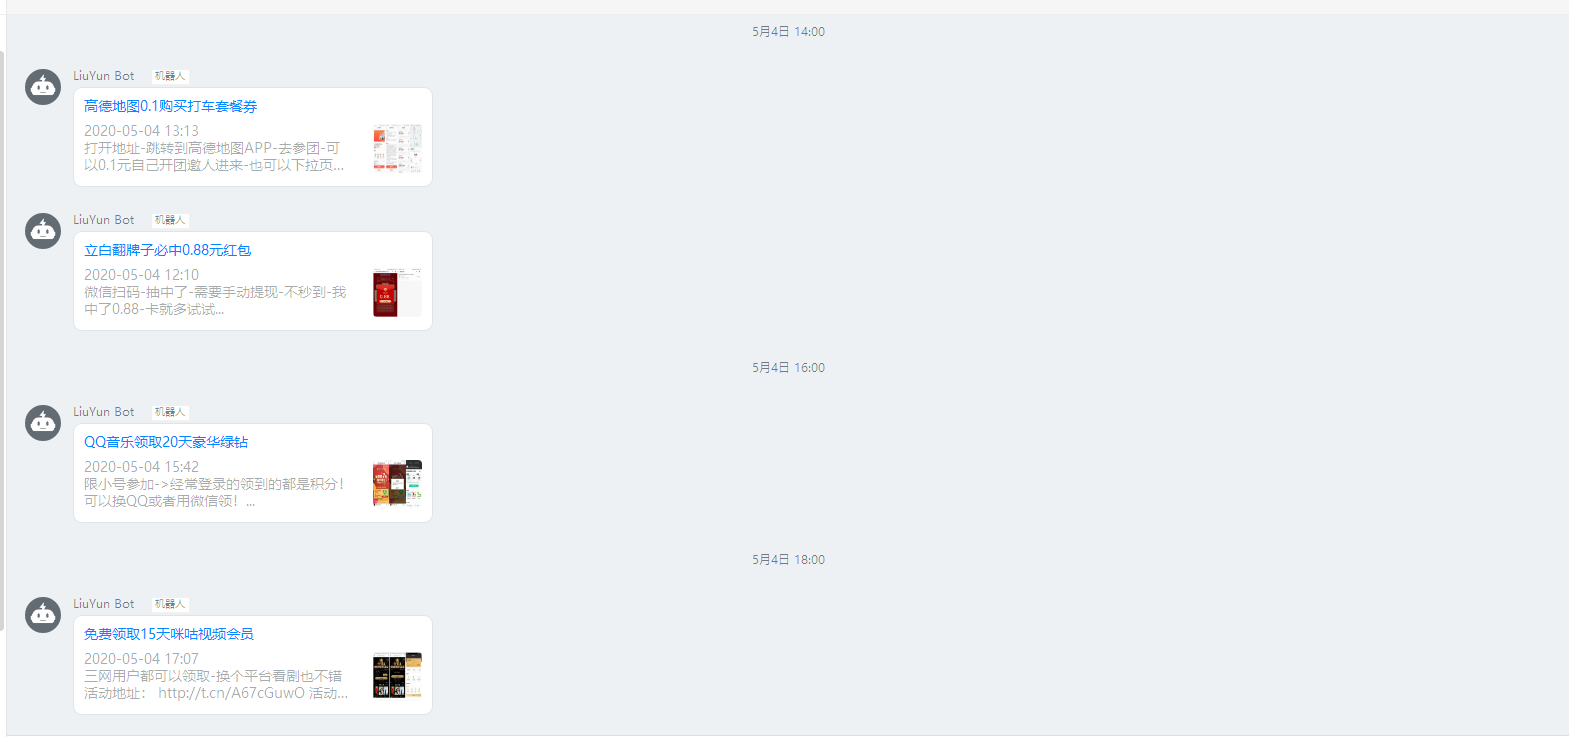 5月4日 14:00
LiuYun Bot 机器人
高德地图0.1购买打车套餐券
2020-05-04 13:13
打开地址-跳转到高德地图APP-去参团-可
以0.1元自己开团邀人进来-也可以下拉页...
LiuYun Bot 机器人
立白翻牌子必中0.88元红包
2020-05-04 12:10
微信扫码-抽中了-需要手动提现-不秒到-我
中了0.88-卡就多试试...
5月4日 16:00
LiuYun Bot 机器人
QQ音乐领取20天豪华绿钻
2020-05-04 15:42
限小号参加->经常登录的领到的都是积分！
可以换QQ或者用微信领！...
5月4日 18:00
LiuYun Bot 机器人
免费领取15天咪咕视频会员
2020-05-04 17:07
三网用户都可以领取-换个平台看剧也不错
活动地址： http://t.cn/A67cGuwO 活动...